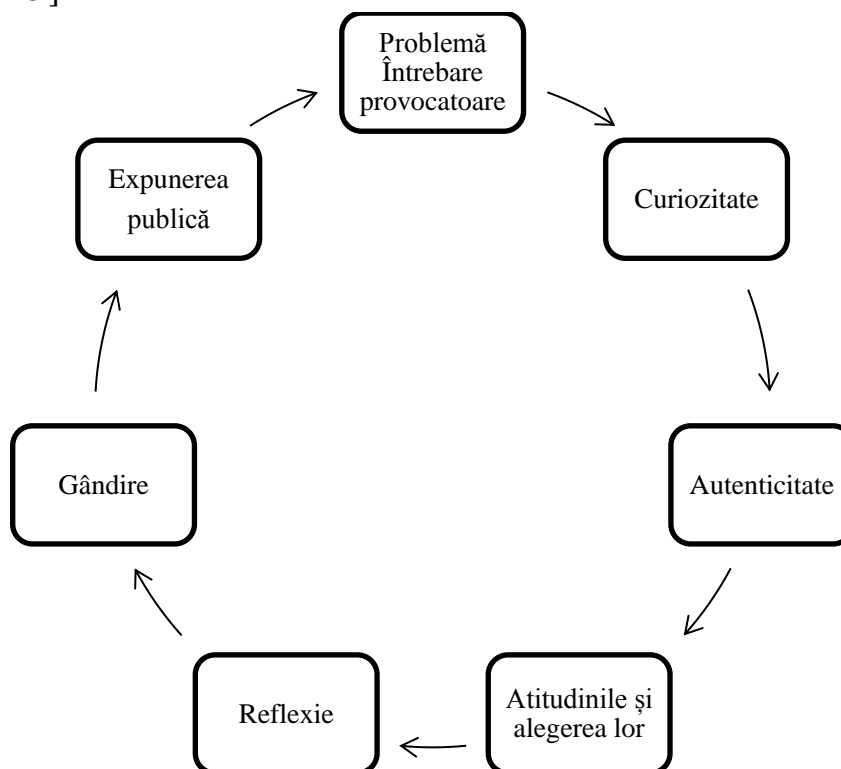 Problemă
Întrebare
provocatoare
Curiozitate
Autenticitate
Atitudinile și
alegerea lor
Reflexie
Gândire
Expunerea
publică